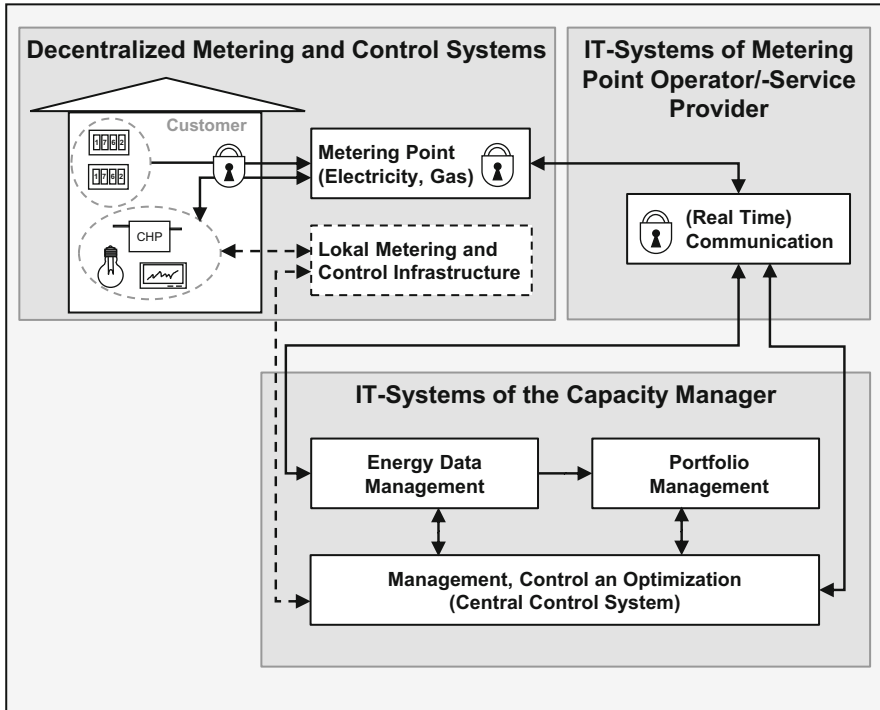 Decentralized Metering and Control Systems
Customer
1762
1762
CHP
Metering Point
(Electricity, Gas)
Lokal Metering and
Control Infrastructure
IT-Systems of Metering
Point Operator/-Service
Provider
(Real Time)
Communication
IT-Systems of the Capacity Manager
Energy Data
Management
Portfolio
Management
Management, Control an Optimization
(Central Control System)